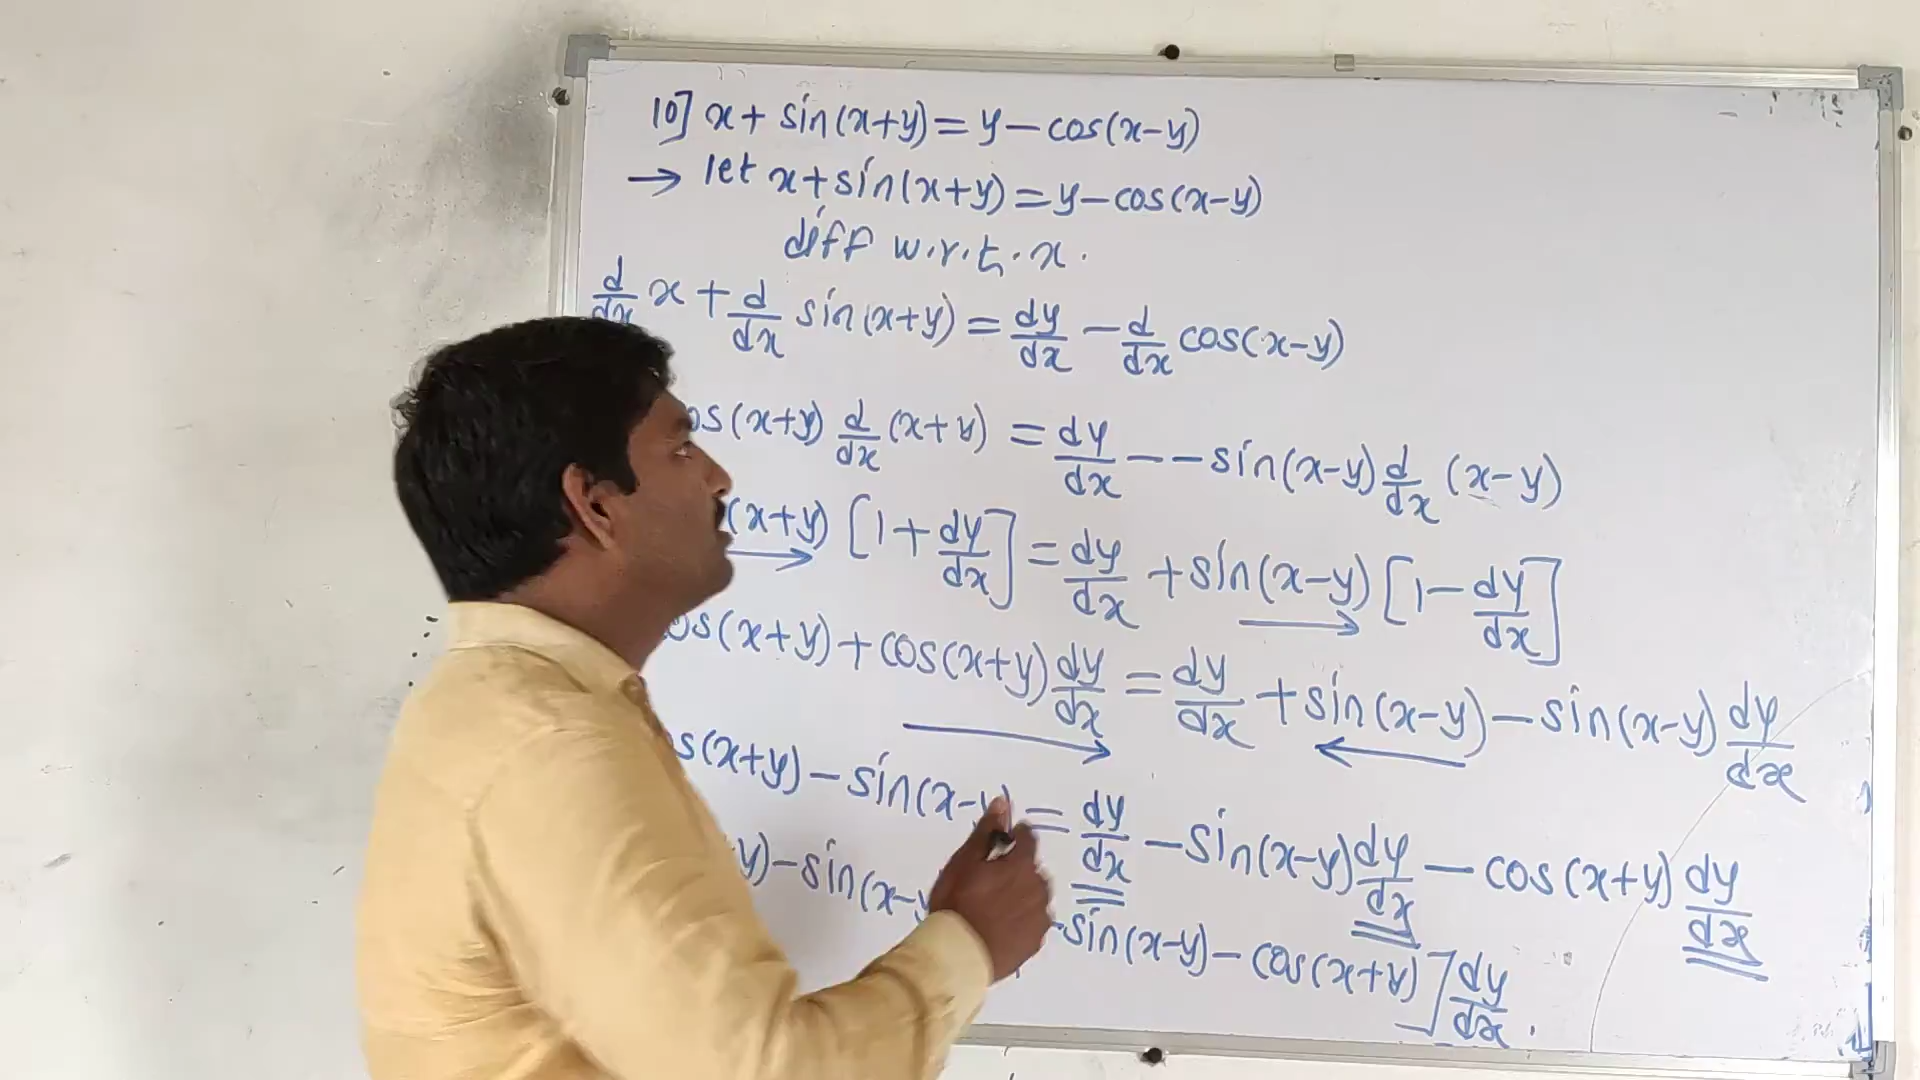 10] x + sin(x+y) = y − cos(x−y)
→ let x + sin(x+y) = y − cos(x−y)
diff w.r.t. x.
d/dx x + d/dx sin(x+y) = dy/dx − d/dx cos(x−y)
os(x+y) d/dx (x+y) = dy/dx − − sin(x−y) d/dx (x−y)
(x+y) [1 + dy/dx] = dy/dx + sin(x−y) [1 − dy/dx]
os(x+y) + cos(x+y) dy/dx = dy/dx + sin(x−y) − sin(x−y) dy/dx
s(x+y) − sin(x−y) = dy/dx − sin(x−y) dy/dx − cos(x+y) dy/dx
y) − sin(x−y − sin(x−y) − cos(x+y)] dy/dx .